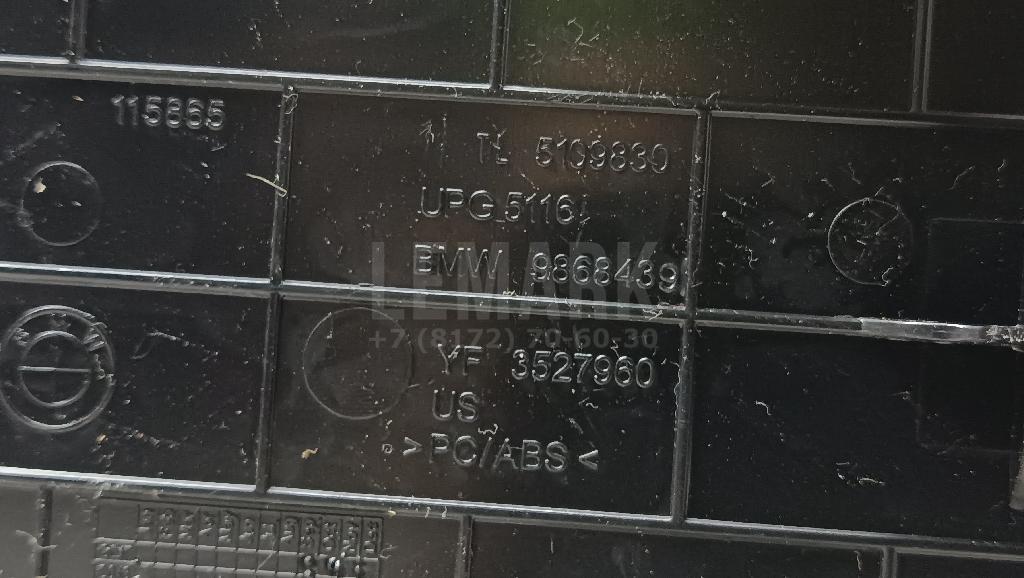 115865
TL 5109830
UPG 5116
BMW 9868439
LEMARK
+7 (8172) 70-60-30
YF 3527960
US
>PC/ABS<